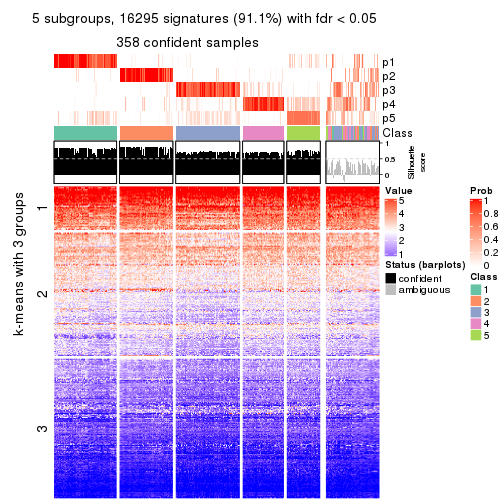 5 subgroups, 16295 signatures (91.1%) with fdr < 0.05
358 confident samples
p1
p2
p3
p4
p5
Class
1
0.5
0
Silhouette
score
k-means with 3 groups
1
2
3
Value
5
4
3
2
1
Status (barplots)
confident
ambiguous
Prob
1
0.8
0.6
0.4
0.2
0
Class
1
2
3
4
5